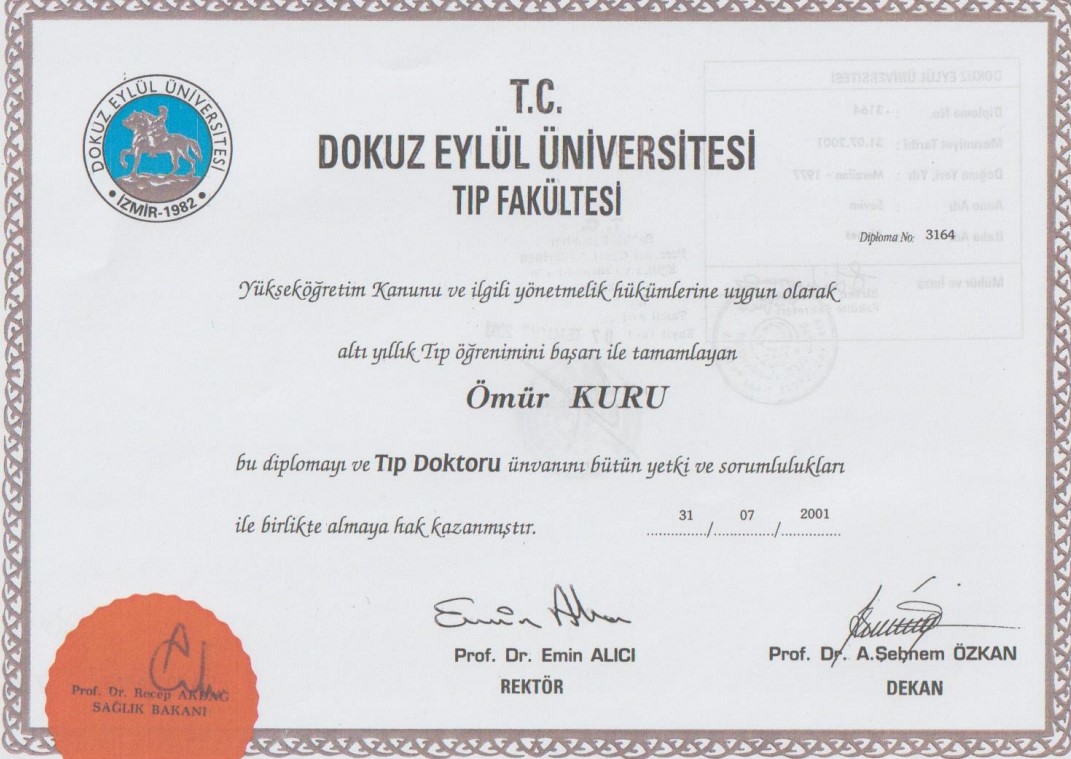 DOKUZ EYLÜL ÜNİVERSİTESİ
İZMİR-1982
T.C.
DOKUZ EYLÜL ÜNİVERSİTESİ
TIP FAKÜLTESİ
Diploma No: 3164
Yükseköğretim Kanunu ve ilgili yönetmelik hükümlerine uygun olarak
altı yıllık Tıp öğrenimini başarı ile tamamlayan
Ömür KURU
bu diplomayı ve Tıp Doktoru ünvanını bütün yetki ve sorumlulukları
ile birlikte almaya hak kazanmıştır.
31 / 07 / 2001
Prof. Dr. Emin ALICI
REKTÖR
Prof. Dr. A.Şebnem ÖZKAN
DEKAN
Prof. Dr. Recep AKDAĞ
SAĞLIK BAKANI